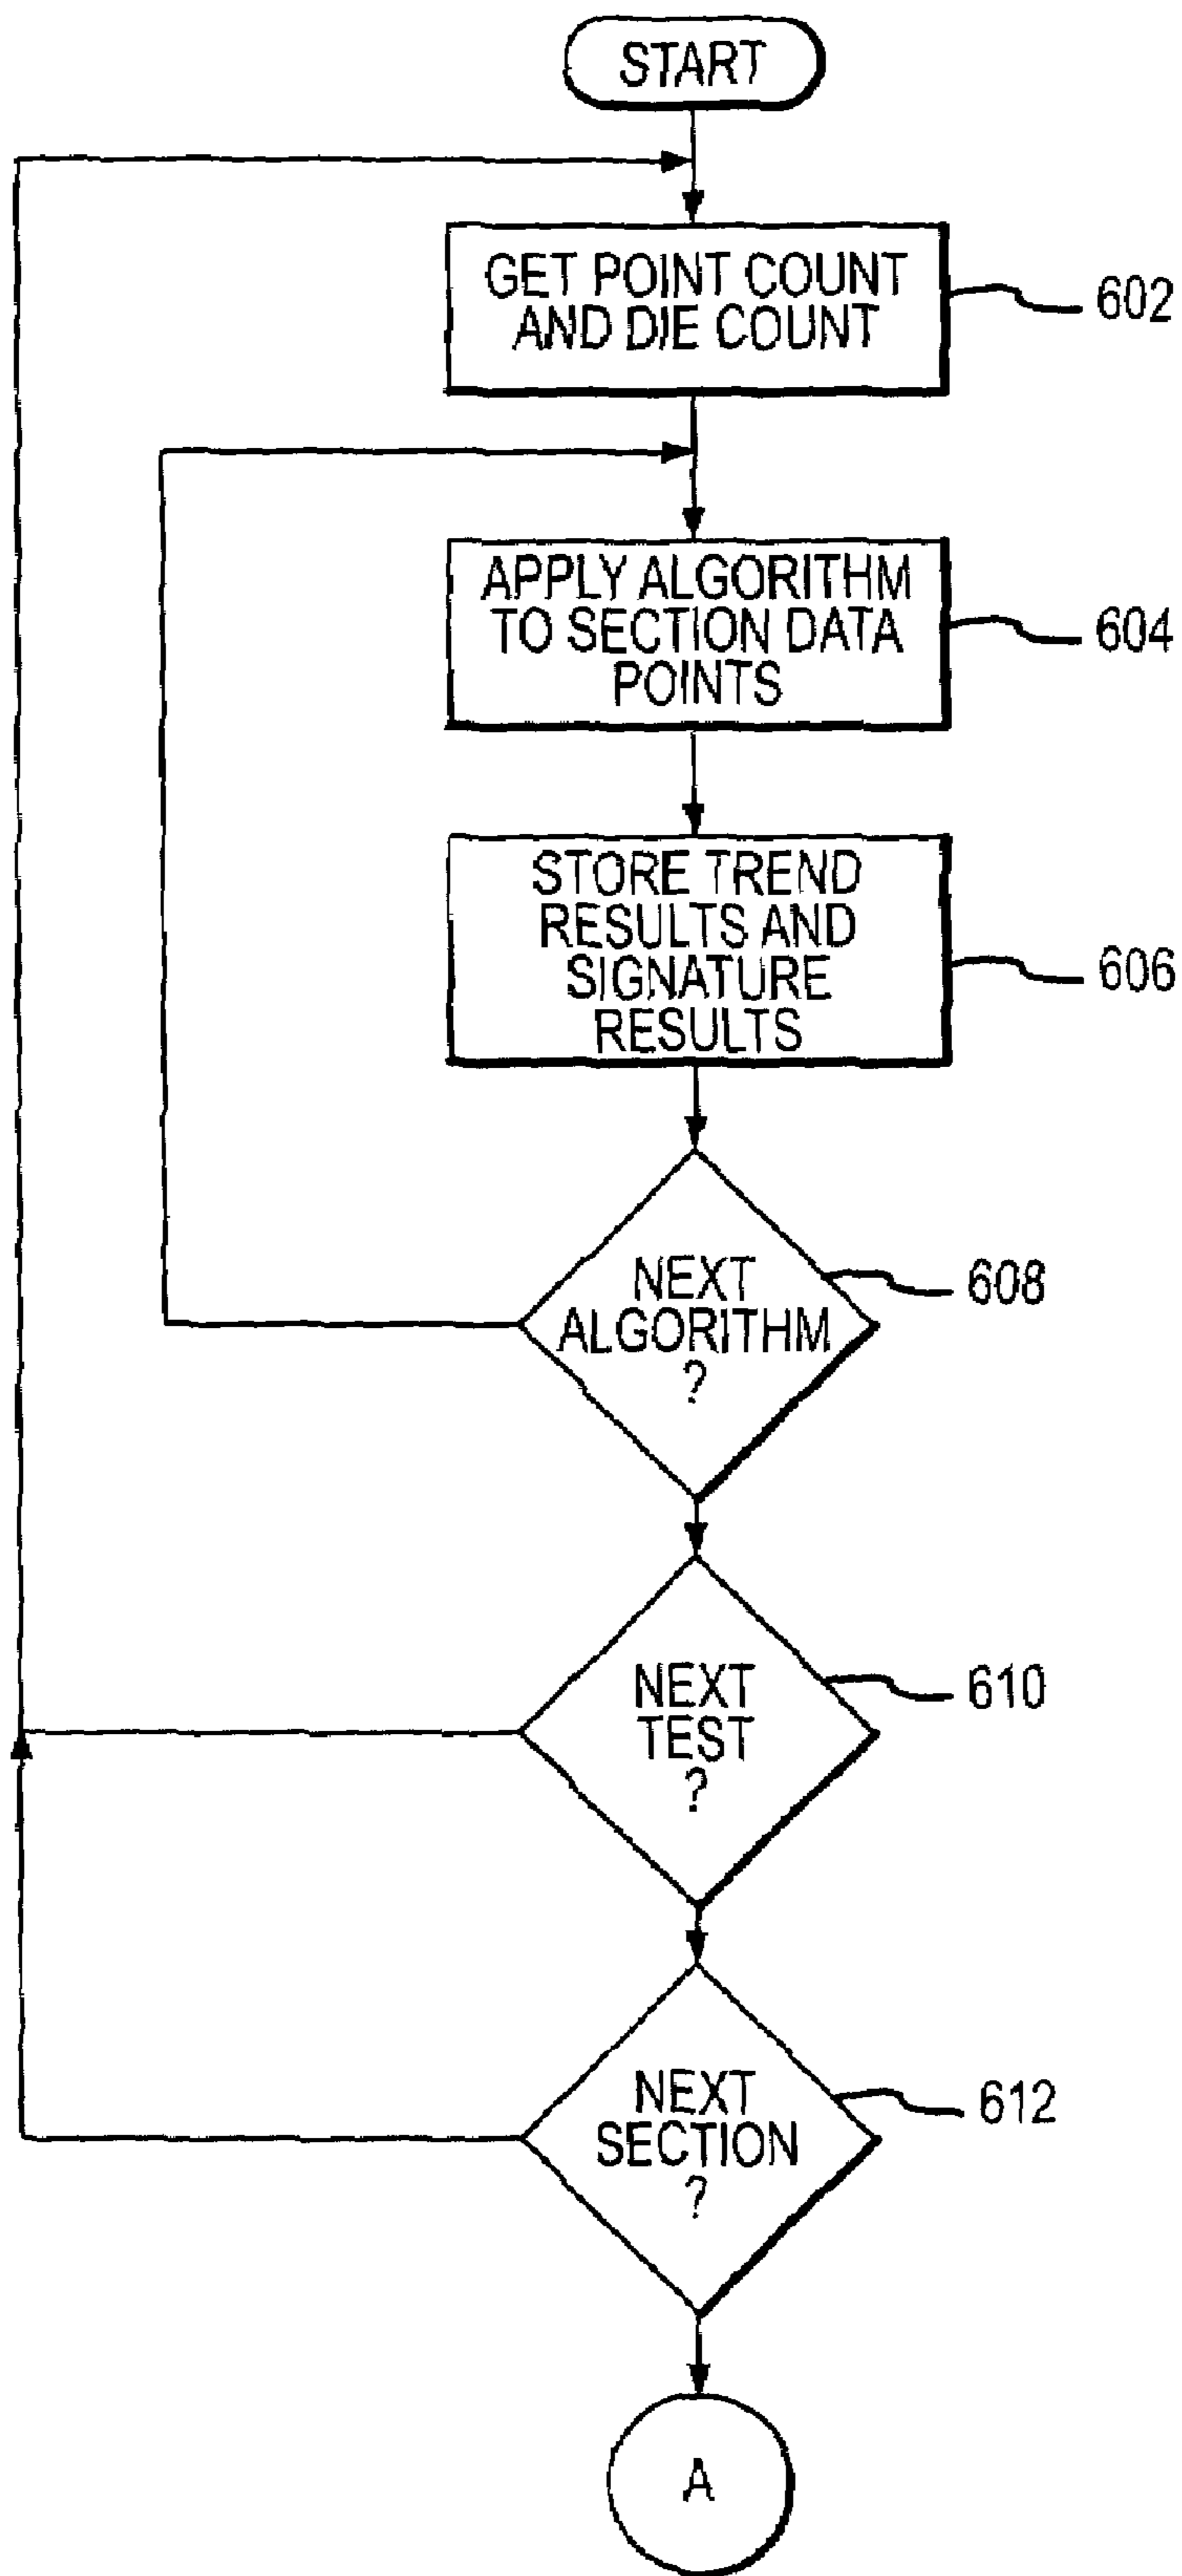 START
GET POINT COUNT
AND DIE COUNT
602
APPLY ALGORITHM
TO SECTION DATA
POINTS
604
STORE TREND
RESULTS AND
SIGNATURE
RESULTS
606
NEXT
ALGORITHM
?
608
NEXT
TEST
?
610
NEXT
SECTION
?
612
A